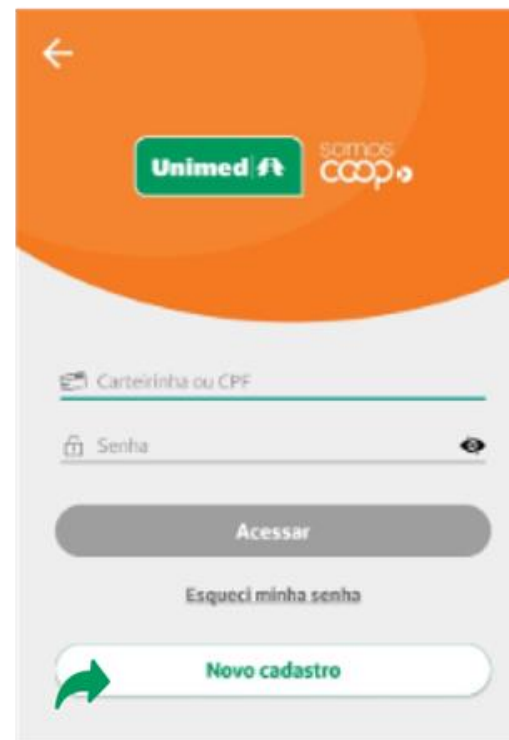 Unimed
somos
coop
Carteirinha ou CPF
Senha
Acessar
Esqueci minha senha
Novo cadastro